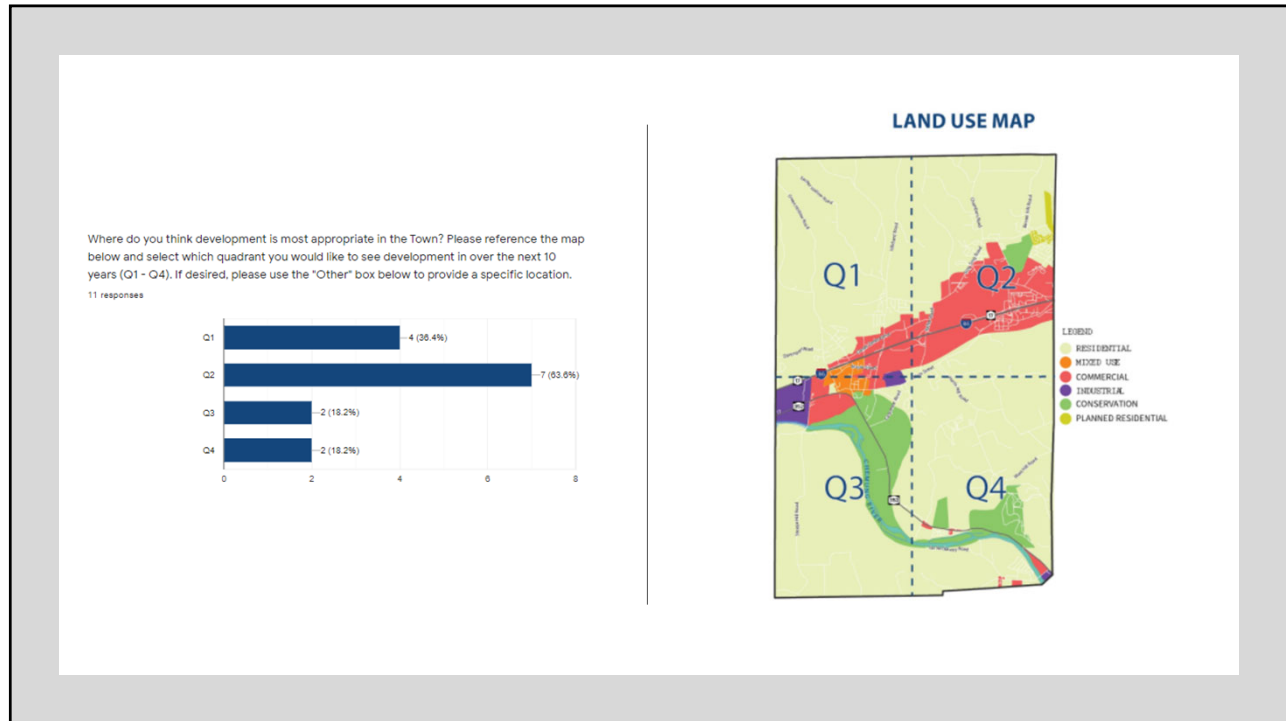 Where do you think development is most appropriate in the Town? Please reference the map
below and select which quadrant you would like to see development in over the next 10
years (Q1 - Q4). If desired, please use the "Other" box below to provide a specific location.
11 responses
Q1
4 (36.4%)
Q2
7 (63.6%)
Q3
2 (18.2%)
Q4
2 (18.2%)
0
2
4
6
8
LAND USE MAP
Q1
Q2
Q3
Q4
CHEMUNG RIVER
LEGEND
RESIDENTIAL
MIXED USE
COMMERCIAL
INDUSTRIAL
CONSERVATION
PLANNED RESIDENTIAL